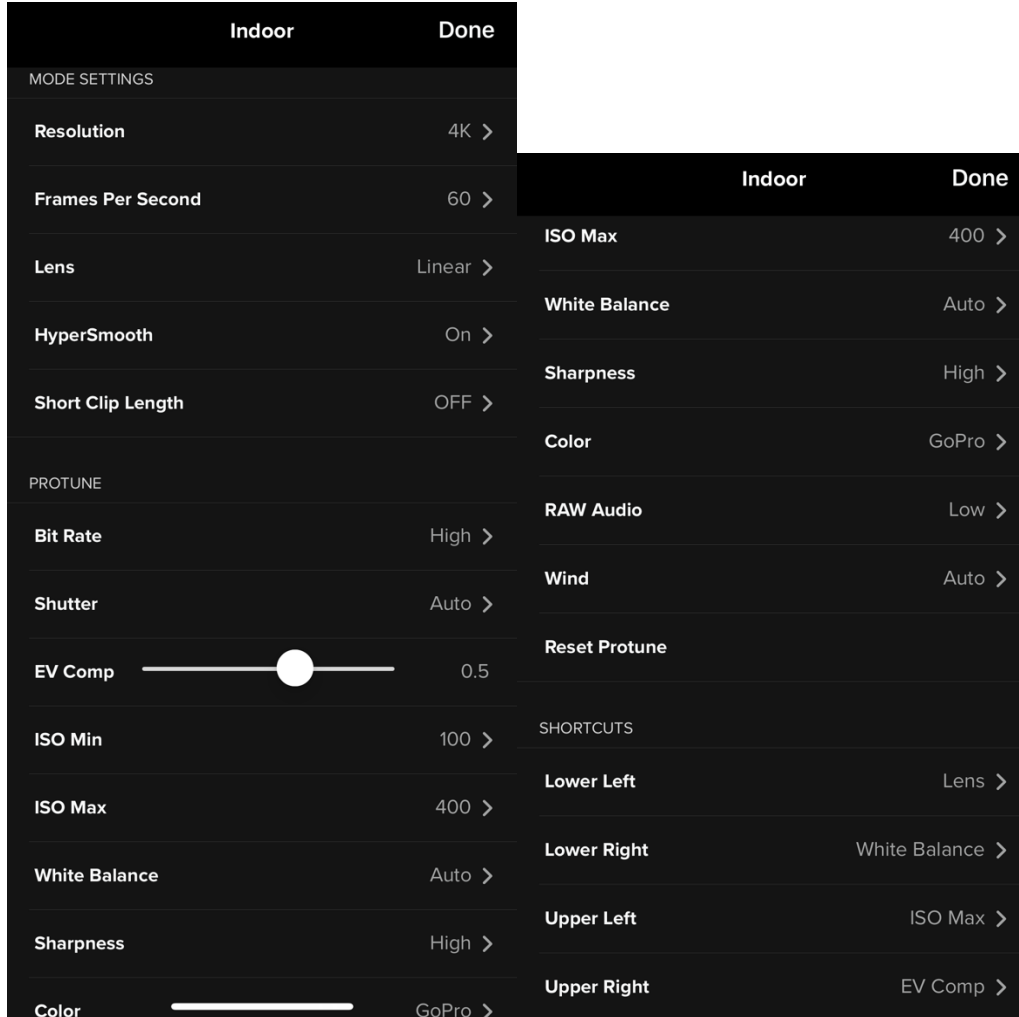 Indoor Done
MODE SETTINGS
Resolution 4K
Frames Per Second 60
Lens Linear
HyperSmooth On
Short Clip Length OFF
PROTUNE
Bit Rate High
Shutter Auto
EV Comp 0.5
ISO Min 100
ISO Max 400
White Balance Auto
Sharpness High
Color GoPro
Indoor Done
ISO Max 400
White Balance Auto
Sharpness High
Color GoPro
RAW Audio Low
Wind Auto
Reset Protune
SHORTCUTS
Lower Left Lens
Lower Right White Balance
Upper Left ISO Max
Upper Right EV Comp